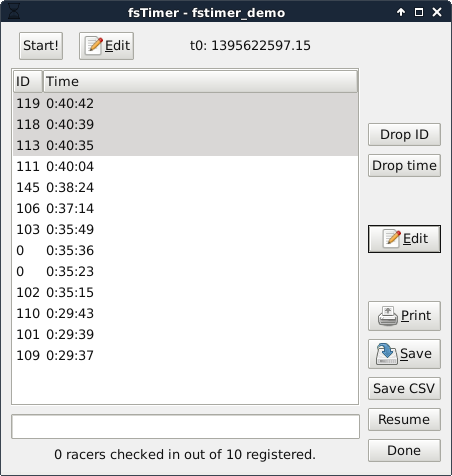 fsTimer - fstimer_demo
Start! Edit t0: 1395622597.15
ID Time
119 0:40:42
118 0:40:39
113 0:40:35
111 0:40:04
145 0:38:24
106 0:37:14
103 0:35:49
0 0:35:36
0 0:35:23
102 0:35:15
110 0:29:43
101 0:29:39
109 0:29:37
Drop ID
Drop time
Edit
Print
Save
Save CSV
Resume
Done
0 racers checked in out of 10 registered.